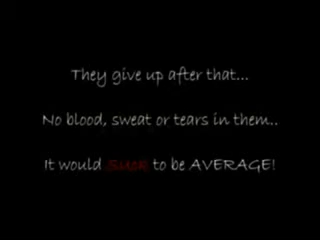 They give up after that...
No blood, sweat or tears in them..
It would Suck to be AVERAGE!